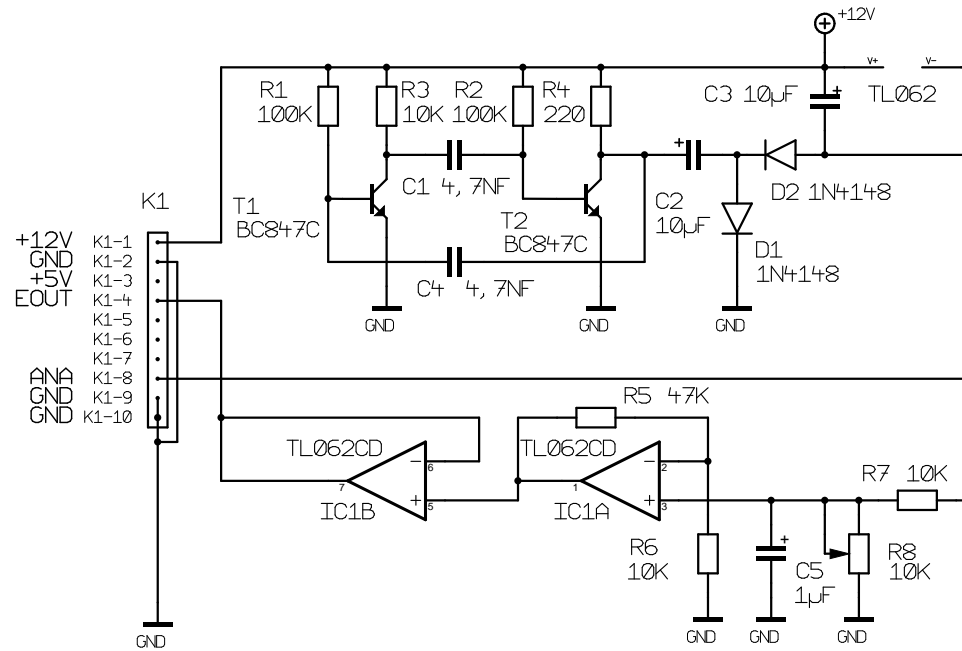 +12V
V+ V-
R1 100K
R3 10K
R2 100K
R4 220
C3 10µF
TL062
C1 4,7NF
D2 1N4148
K1
T1 BC847C
T2 BC847C
C2 10µF
D1 1N4148
C4 4,7NF
+12V K1-1
GND K1-2
+5V K1-3
EOUT K1-4
K1-5
K1-6
K1-7
ANA K1-8
GND K1-9
GND K1-10
GND
GND
GND
R5 47K
TL062CD
6
7
5
IC1B
TL062CD
2
1
3
IC1A
R7 10K
R6 10K
C5 1µF
+
R8 10K
GND
GND
GND
GND